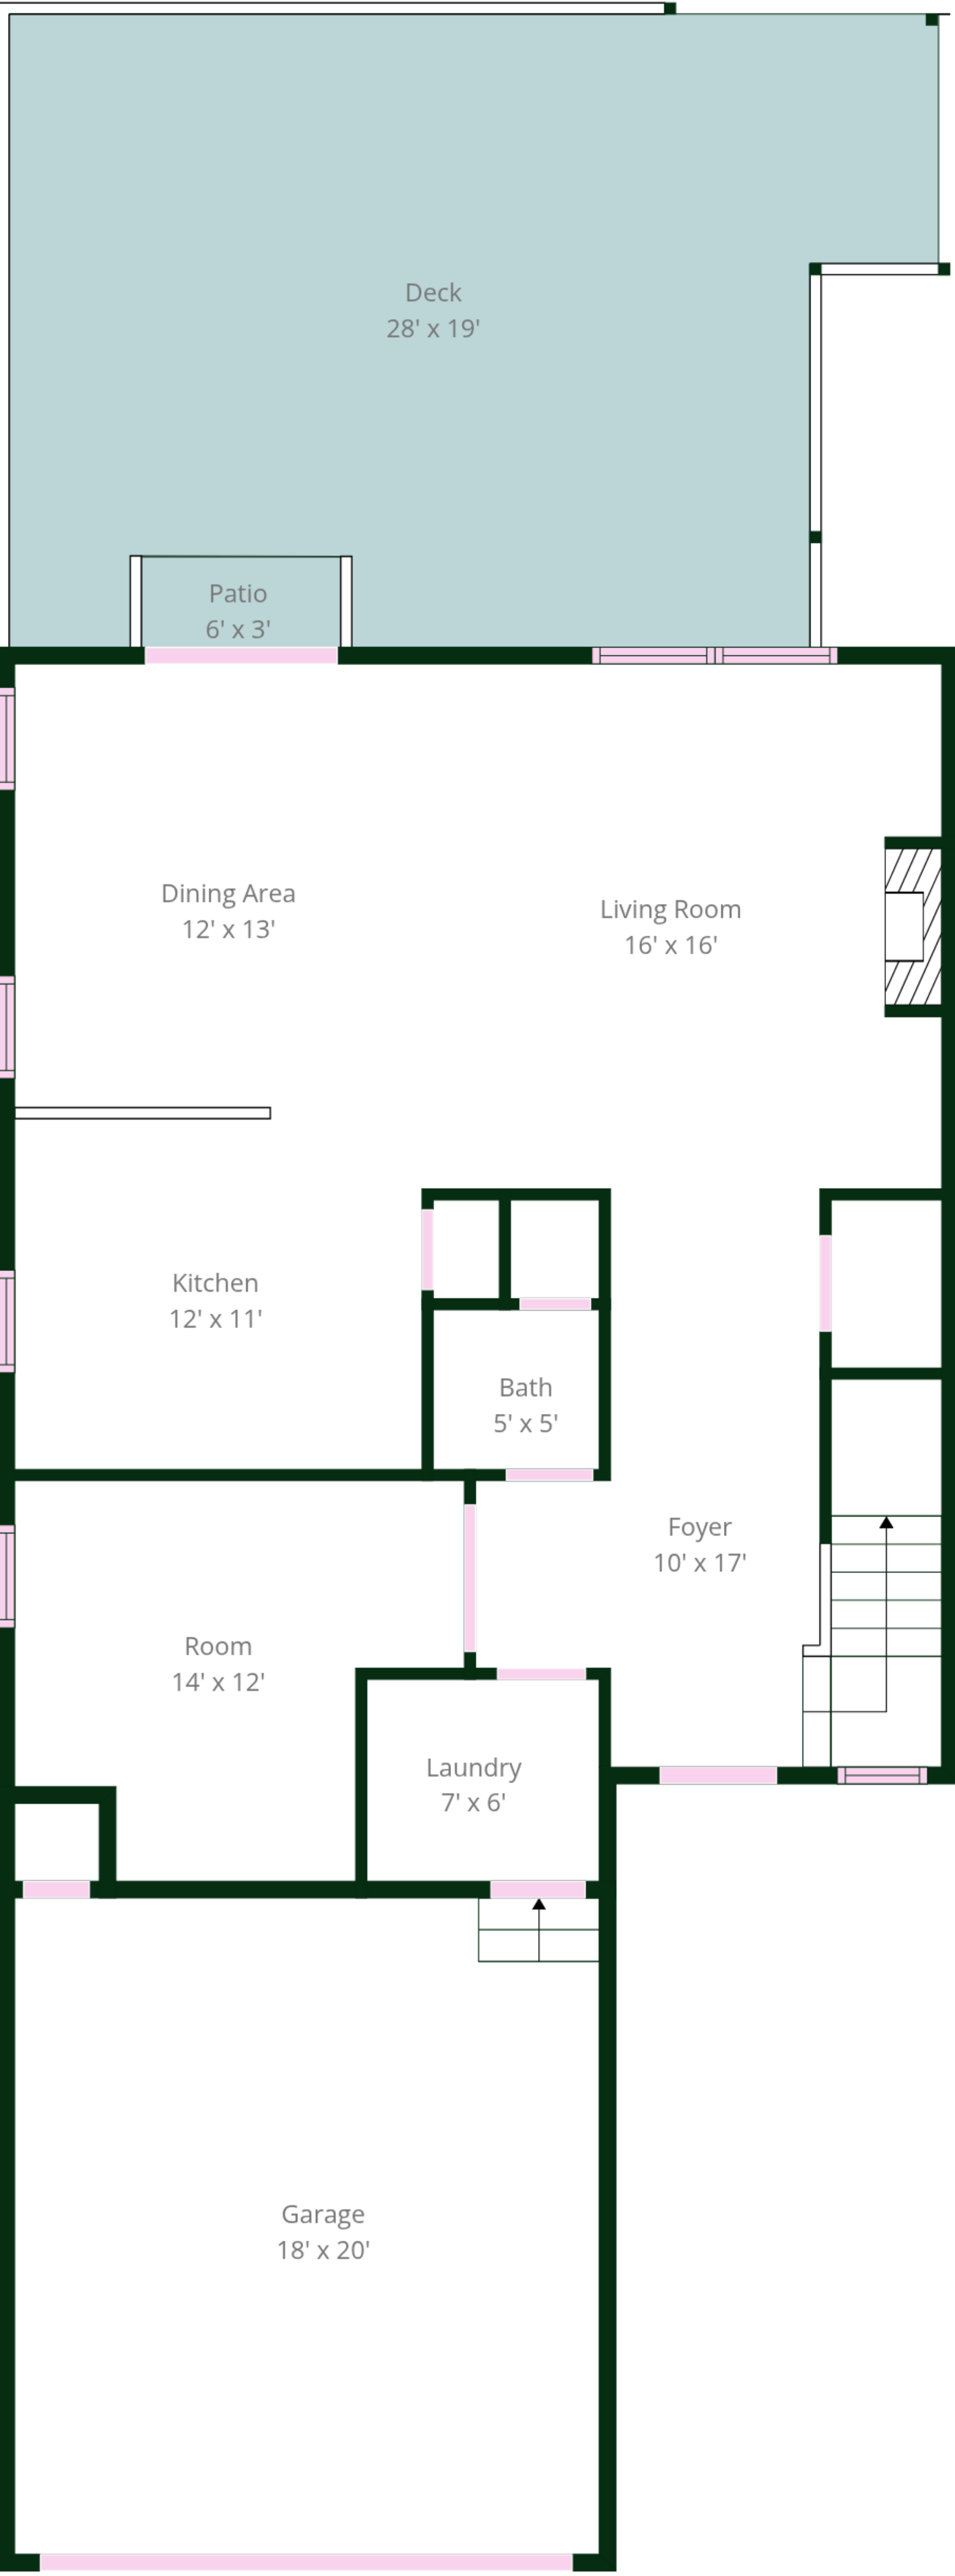 Deck
28' x 19'
Patio
6' x 3'
Dining Area
12' x 13'
Living Room
16' x 16'
Kitchen
12' x 11'
Bath
5' x 5'
Foyer
10' x 17'
Room
14' x 12'
Laundry
7' x 6'
Garage
18' x 20'